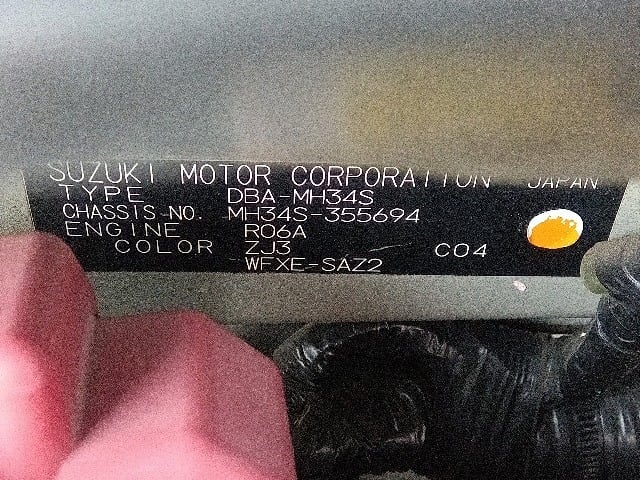 SUZUKI MOTOR CORPORATION JAPAN
TYPE DBA-MH34S
CHASSIS-NO. MH34S-355694
ENGINE R06A
COLOR ZJ3 C04
WFXE-SAZ2